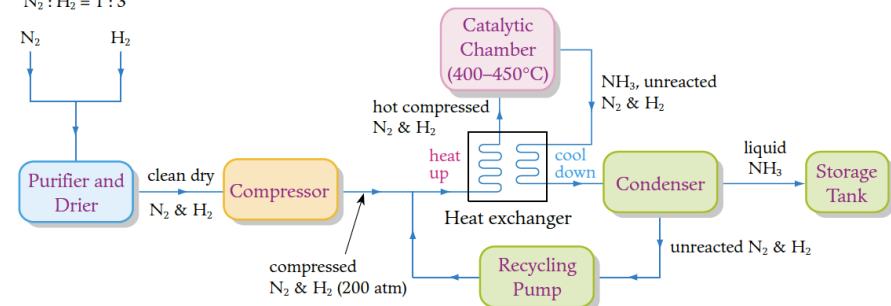 N₂ : H₂ = 1 : 3
N₂
H₂
Catalytic
Chamber
(400–450°C)
NH₃, unreacted
N₂ & H₂
hot compressed
N₂ & H₂
heat
up
cool
down
Heat exchanger
Purifier and
Drier
clean dry
N₂ & H₂
Compressor
compressed
N₂ & H₂ (200 atm)
Condenser
liquid
NH₃
Storage
Tank
unreacted N₂ & H₂
Recycling
Pump